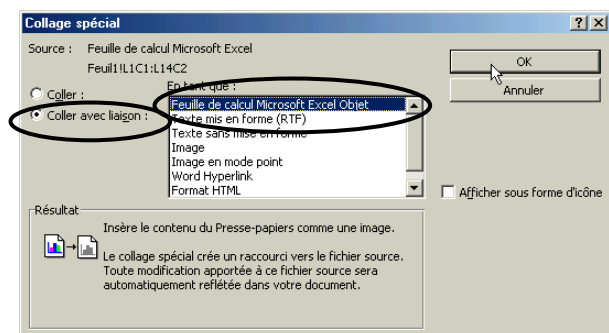 Collage spécial
Source : Feuille de calcul Microsoft Excel
Feuil1!L1C1:L14C2
OK
Annuler
En tant que :
Coller :
Coller avec liaison :
Feuille de calcul Microsoft Excel Objet
Texte mis en forme (RTF)
Texte sans mise en forme
Image
Image en mode point
Word Hyperlink
Format HTML
Afficher sous forme d'icône
Résultat
Insère le contenu du Presse-papiers comme une image.
Le collage spécial crée un raccourci vers le fichier source.
Toute modification apportée à ce fichier source sera
automatiquement reflétée dans votre document.